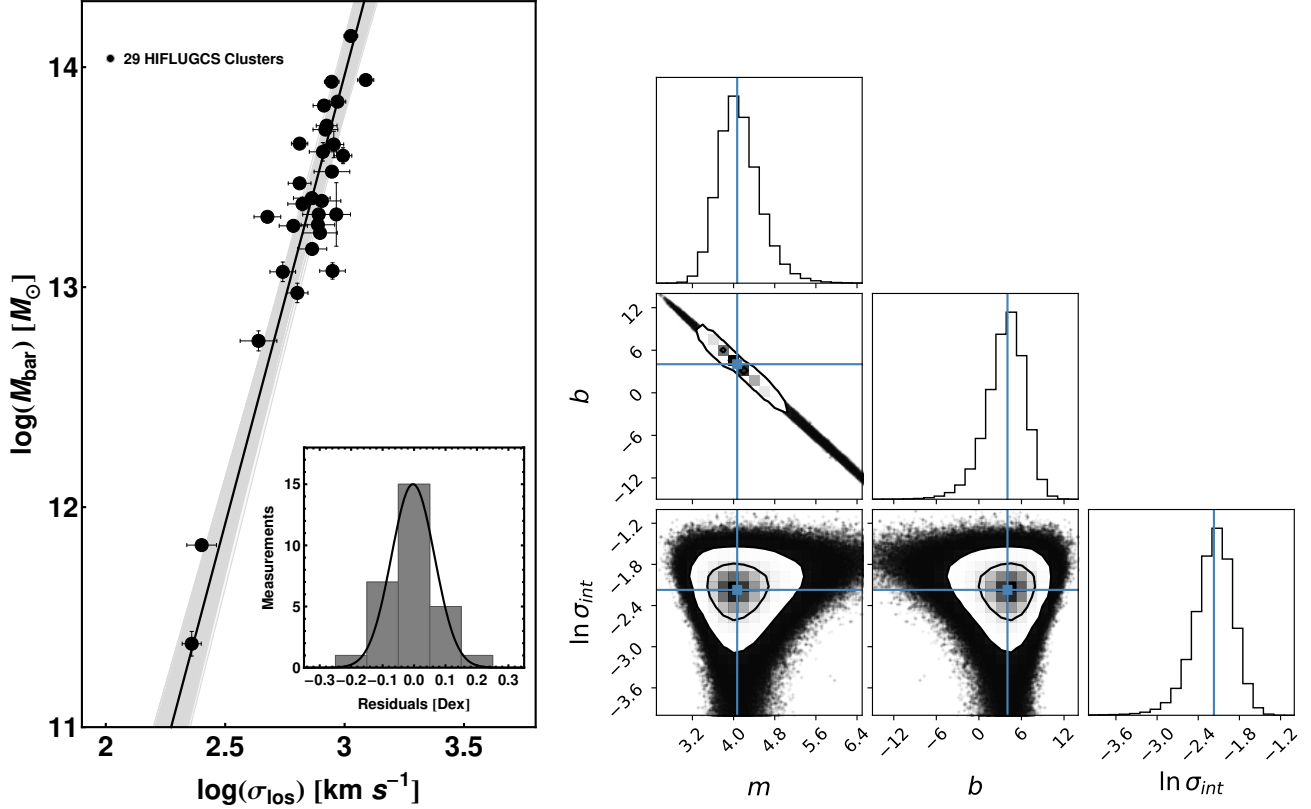 29 HIFLUGCS Clusters
log(M_bar) [M_⊙]
14
13
12
11
2
2.5
3
3.5
log(σ_los) [km s⁻¹]
Measurements
15
10
5
0
−0.3 −0.2 −0.1 0.0 0.1 0.2 0.3
Residuals [Dex]
b
12
6
0
−6
−12
ln σ_int
−1.2
−1.8
−2.4
−3.0
−3.6
3.2 4.0 4.8 5.6 6.4
m
−12 −6 0 6 12
b
−3.6 −3.0 −2.4 −1.8 −1.2
ln σ_int